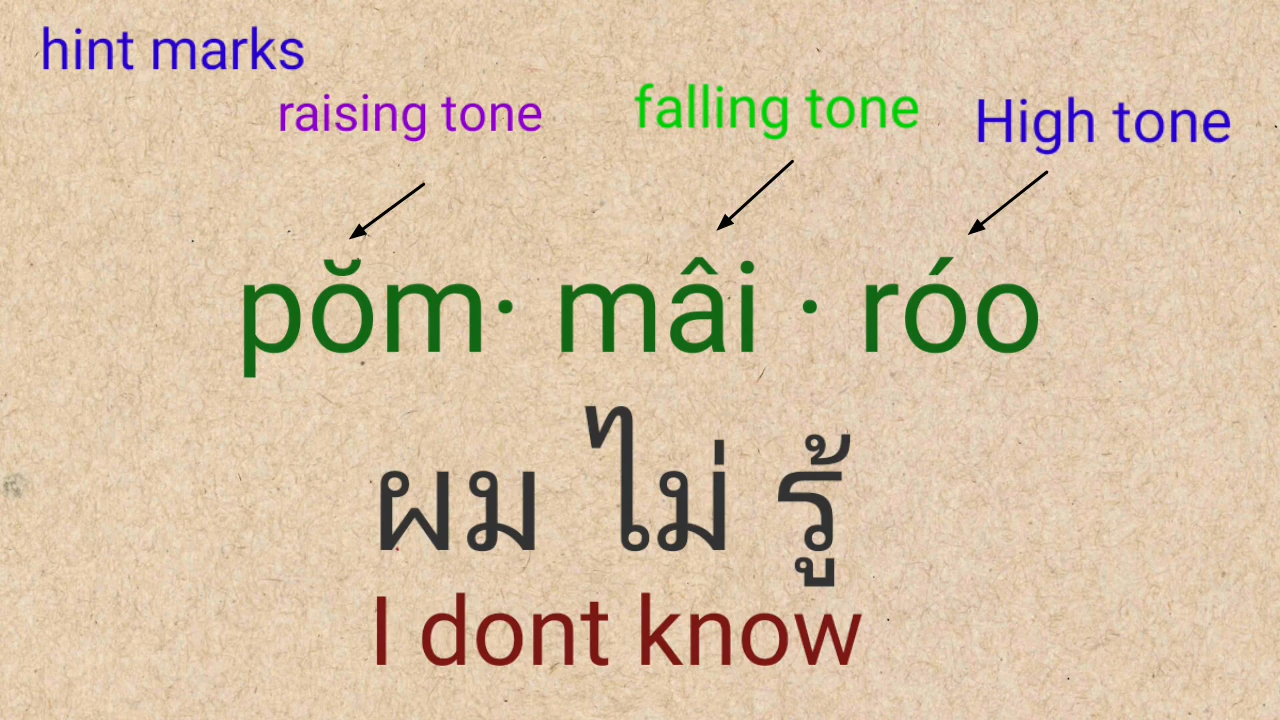 hint marks
raising tone
falling tone
High tone
pŏm· mâi · róo
ผม ไม่ รู้
I dont know